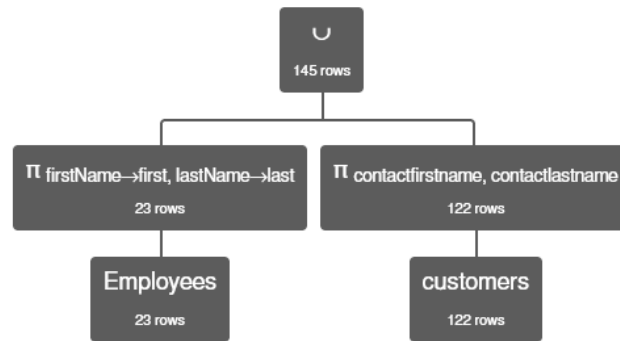 ∪
145 rows
π firstName→first, lastName→last
23 rows
π contactfirstname, contactlastname
122 rows
Employees
23 rows
customers
122 rows